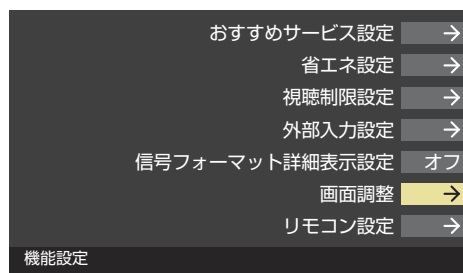 おすすめサービス設定 →
省エネ設定 →
視聴制限設定 →
外部入力設定 →
信号フォーマット詳細表示設定 オフ
画面調整 →
リモコン設定 →
機能設定